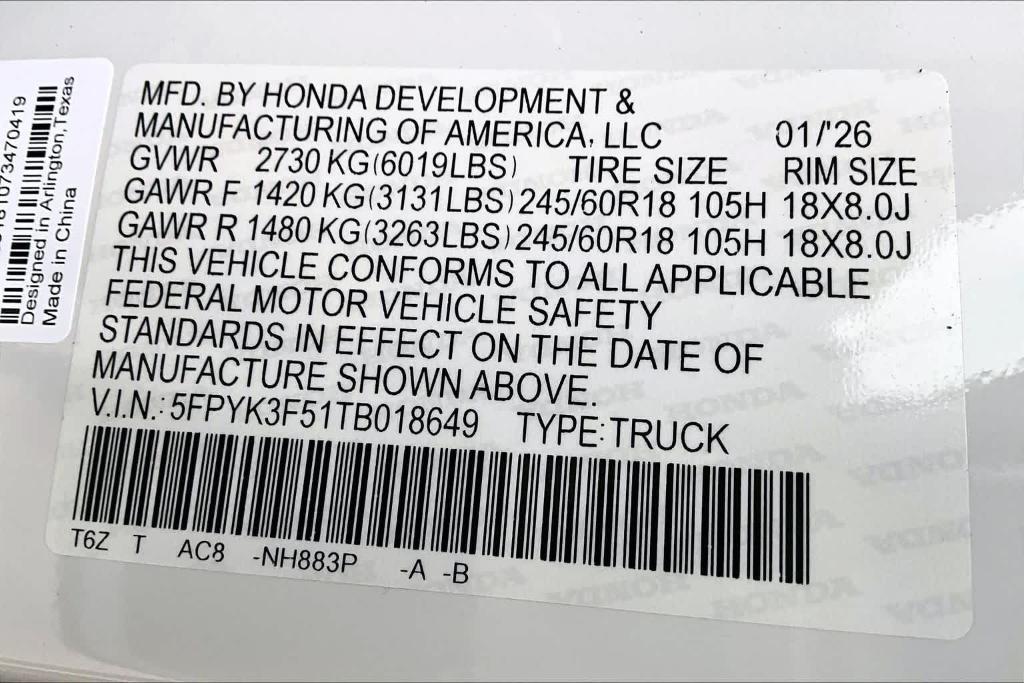 MFD. BY HONDA DEVELOPMENT &
MANUFACTURING OF AMERICA, LLC 01/'26
GVWR 2730 KG(6019LBS) TIRE SIZE RIM SIZE
GAWR F 1420 KG(3131LBS) 245/60R18 105H 18X8.0J
GAWR R 1480 KG(3263LBS) 245/60R18 105H 18X8.0J
THIS VEHICLE CONFORMS TO ALL APPLICABLE
FEDERAL MOTOR VEHICLE SAFETY
STANDARDS IN EFFECT ON THE DATE OF
MANUFACTURE SHOWN ABOVE.
V.I.N.: 5FPYK3F51TB018649 TYPE: TRUCK
T6Z T AC8 -NH883P -A -B
Designed in Arlington, Texas
Made in China